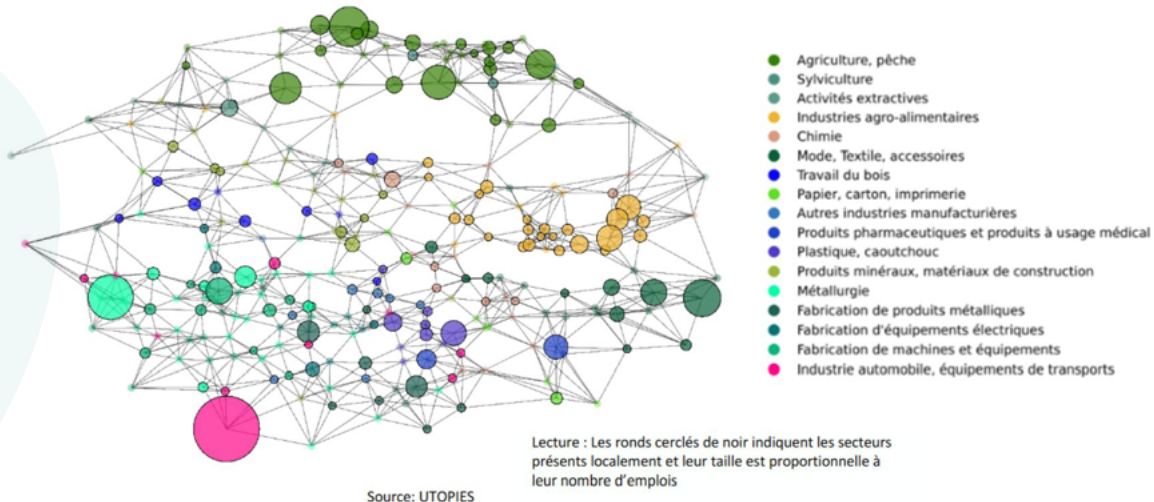 Agriculture, pêche
Sylviculture
Activités extractives
Industries agro-alimentaires
Chimie
Mode, Textile, accessoires
Travail du bois
Papier, carton, imprimerie
Autres industries manufacturières
Produits pharmaceutiques et produits à usage médical
Plastique, caoutchouc
Produits minéraux, matériaux de construction
Métallurgie
Fabrication de produits métalliques
Fabrication d'équipements électriques
Fabrication de machines et équipements
Industrie automobile, équipements de transports
Lecture : Les ronds cerclés de noir indiquent les secteurs
présents localement et leur taille est proportionnelle à
leur nombre d’emplois
Source: UTOPIES